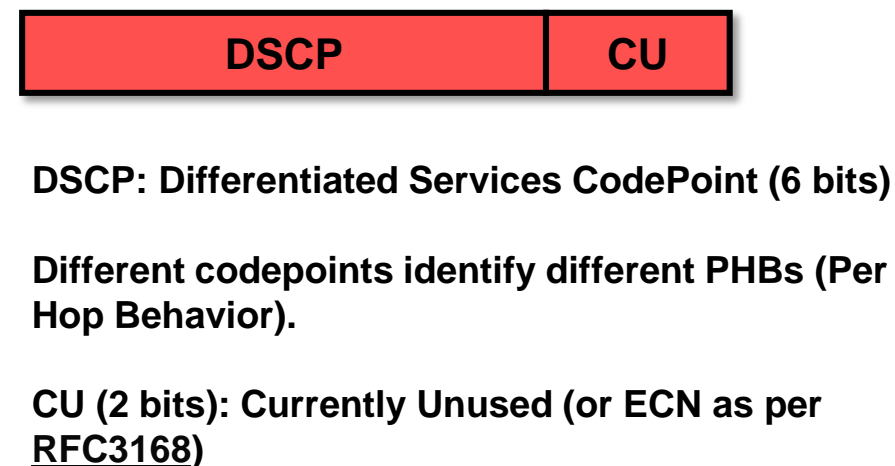 DSCP CU
DSCP: Differentiated Services CodePoint (6 bits)
Different codepoints identify different PHBs (Per
Hop Behavior).
CU (2 bits): Currently Unused (or ECN as per
RFC3168)